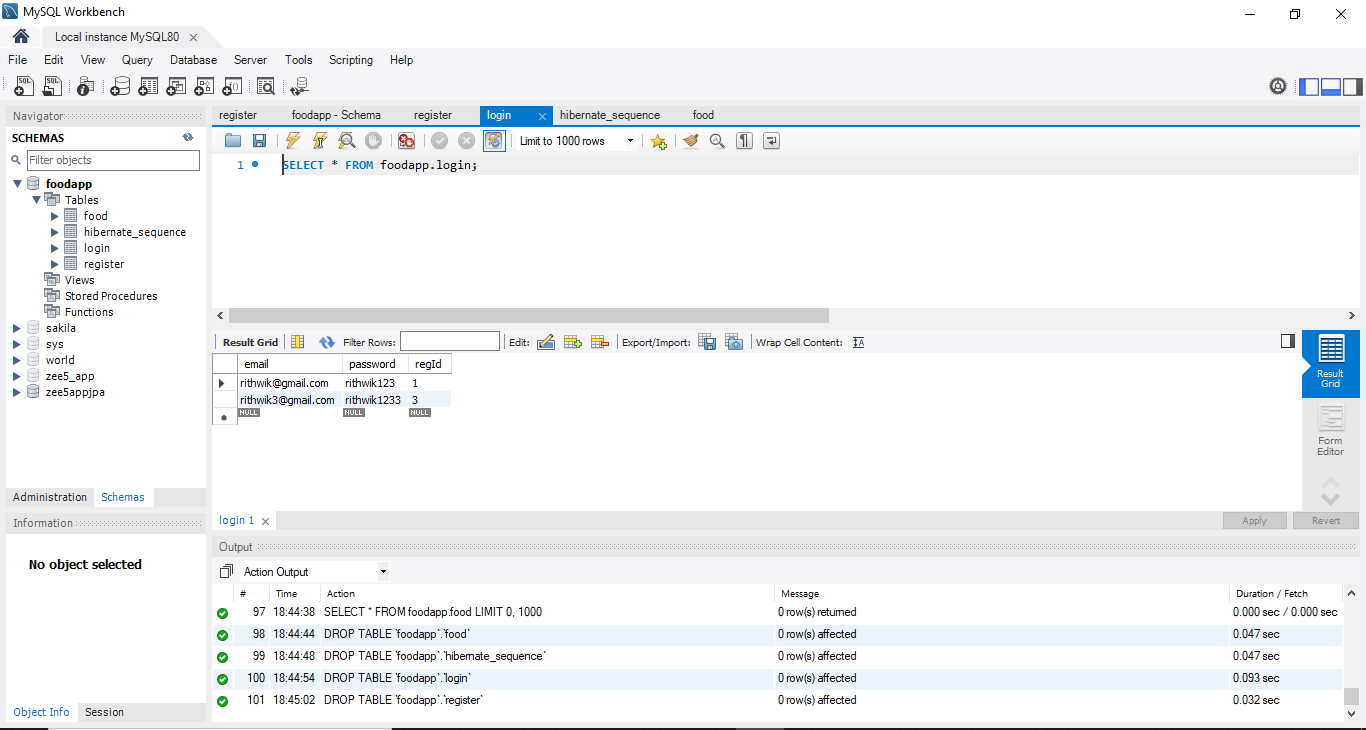 MySQL Workbench
Local instance MySQL80
File Edit View Query Database Server Tools Scripting Help
Navigator
SCHEMAS
Filter objects
foodapp
Tables
food
hibernate_sequence
login
register
Views
Stored Procedures
Functions
sakila
sys
world
zee5_app
zee5appjpa
Administration Schemas
Information
No object selected
Object Info Session
register foodapp - Schema register login hibernate_sequence food
Limit to 1000 rows
1 SELECT * FROM foodapp.login;
Result Grid Filter Rows: Edit: Export/Import: Wrap Cell Content: IA
email password regId
rithwik@gmail.com rithwik123 1
rithwik3@gmail.com rithwik1233 3
NULL NULL NULL
Result
Grid
Form
Editor
login 1 Apply Revert
Output
Action Output
# Time Action Message Duration / Fetch
97 18:44:38 SELECT * FROM foodapp.food LIMIT 0, 1000 0 row(s) returned 0.000 sec / 0.000 sec
98 18:44:44 DROP TABLE `foodapp`.`food` 0 row(s) affected 0.047 sec
99 18:44:48 DROP TABLE `foodapp`.`hibernate_sequence` 0 row(s) affected 0.047 sec
100 18:44:54 DROP TABLE `foodapp`.`login` 0 row(s) affected 0.093 sec
101 18:45:02 DROP TABLE `foodapp`.`register` 0 row(s) affected 0.032 sec